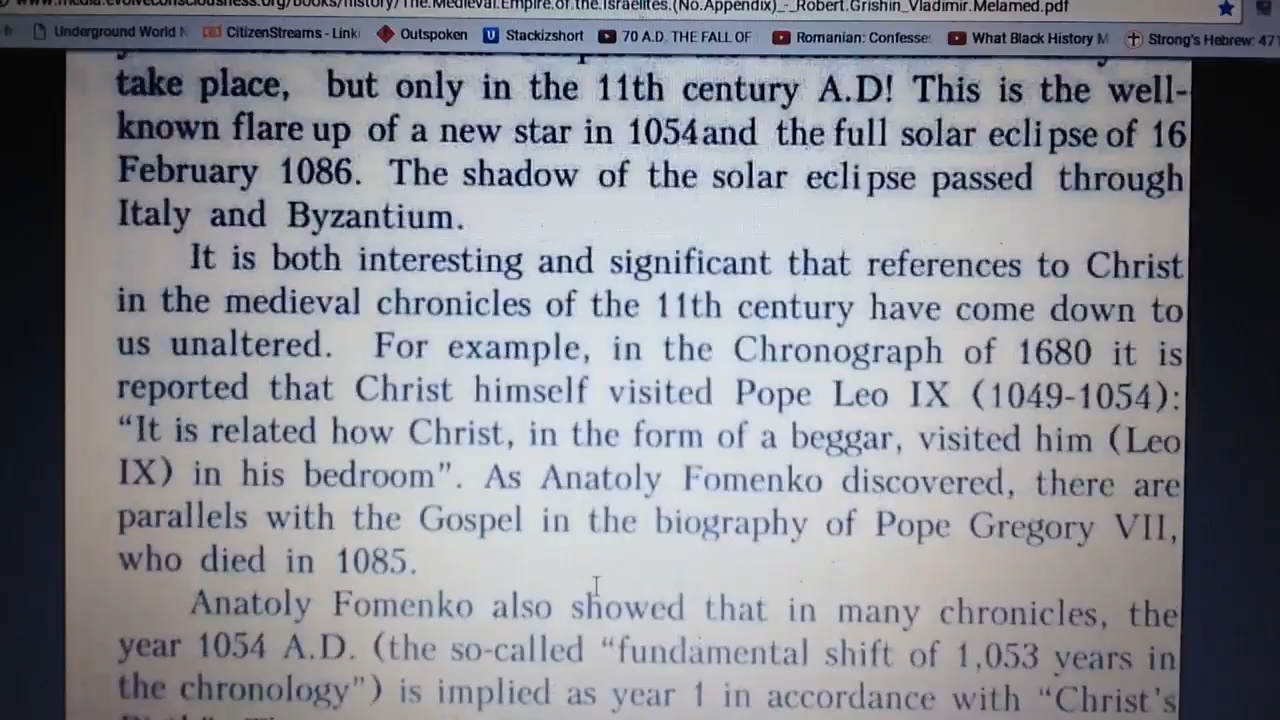 www.media.evolveconsciousness.org/books/history/The.Medieval.Empire.of.the.Israelites.(No.Appendix)_-_Robert.Grishin_Vladimir.Melamed.pdf
Underground World N CitizenStreams - Link Outspoken Stackizshort 70 A.D. THE FALL OF Romanian: Confesse What Black History M Strong's Hebrew: 47
take place, but only in the 11th century A.D! This is the well-
known flare up of a new star in 1054and the full solar eclipse of 16
February 1086. The shadow of the solar eclipse passed through
Italy and Byzantium.
It is both interesting and significant that references to Christ
in the medieval chronicles of the 11th century have come down to
us unaltered. For example, in the Chronograph of 1680 it is
reported that Christ himself visited Pope Leo IX (1049-1054):
“It is related how Christ, in the form of a beggar, visited him (Leo
IX) in his bedroom”. As Anatoly Fomenko discovered, there are
parallels with the Gospel in the biography of Pope Gregory VII,
who died in 1085.
Anatoly Fomenko also showed that in many chronicles, the
year 1054 A.D. (the so-called “fundamental shift of 1,053 years in
the chronology”) is implied as year 1 in accordance with “Christ's